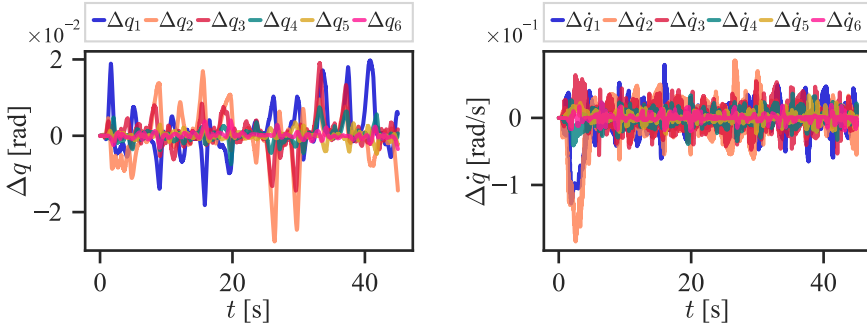 Δq₁ Δq₂ Δq₃ Δq₄ Δq₅ Δq₆
×10⁻²
2
0
−2
Δq [rad]
0 20 40
t [s]
Δq̇₁ Δq̇₂ Δq̇₃ Δq̇₄ Δq̇₅ Δq̇₆
×10⁻¹
0
−1
Δq̇ [rad/s]
0 20 40
t [s]